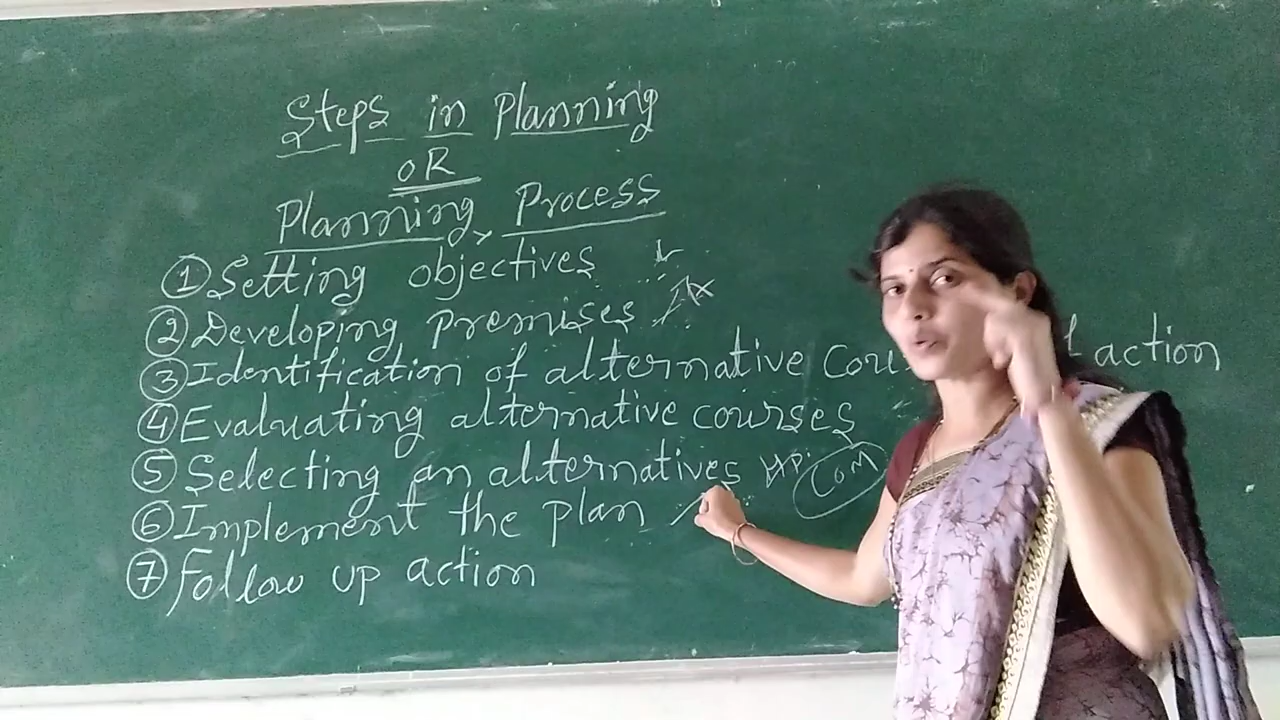 Steps in Planning
OR
Planning Process
① Setting objectives
② Developing premises
③ Identification of alternative action
④ Evaluating alternative courses
⑤ Selecting an alternatives COM
⑥ Implement the plan
⑦ Follow up action